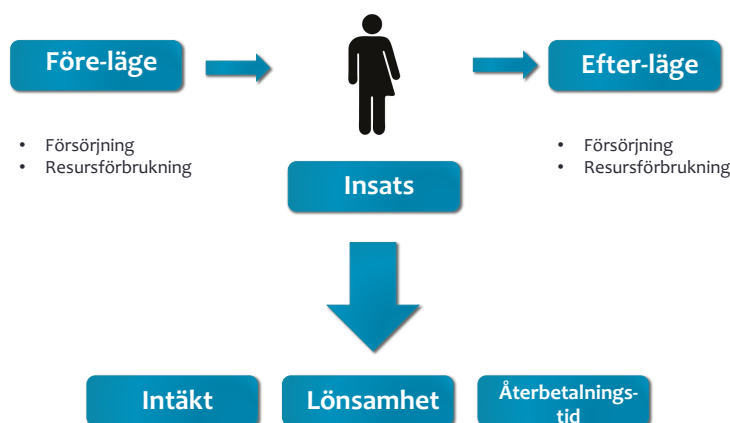 Före-läge
Efter-läge
• Försörjning
• Resursförbrukning
• Försörjning
• Resursförbrukning
Insats
Intäkt
Lönsamhet
Återbetalnings-
tid